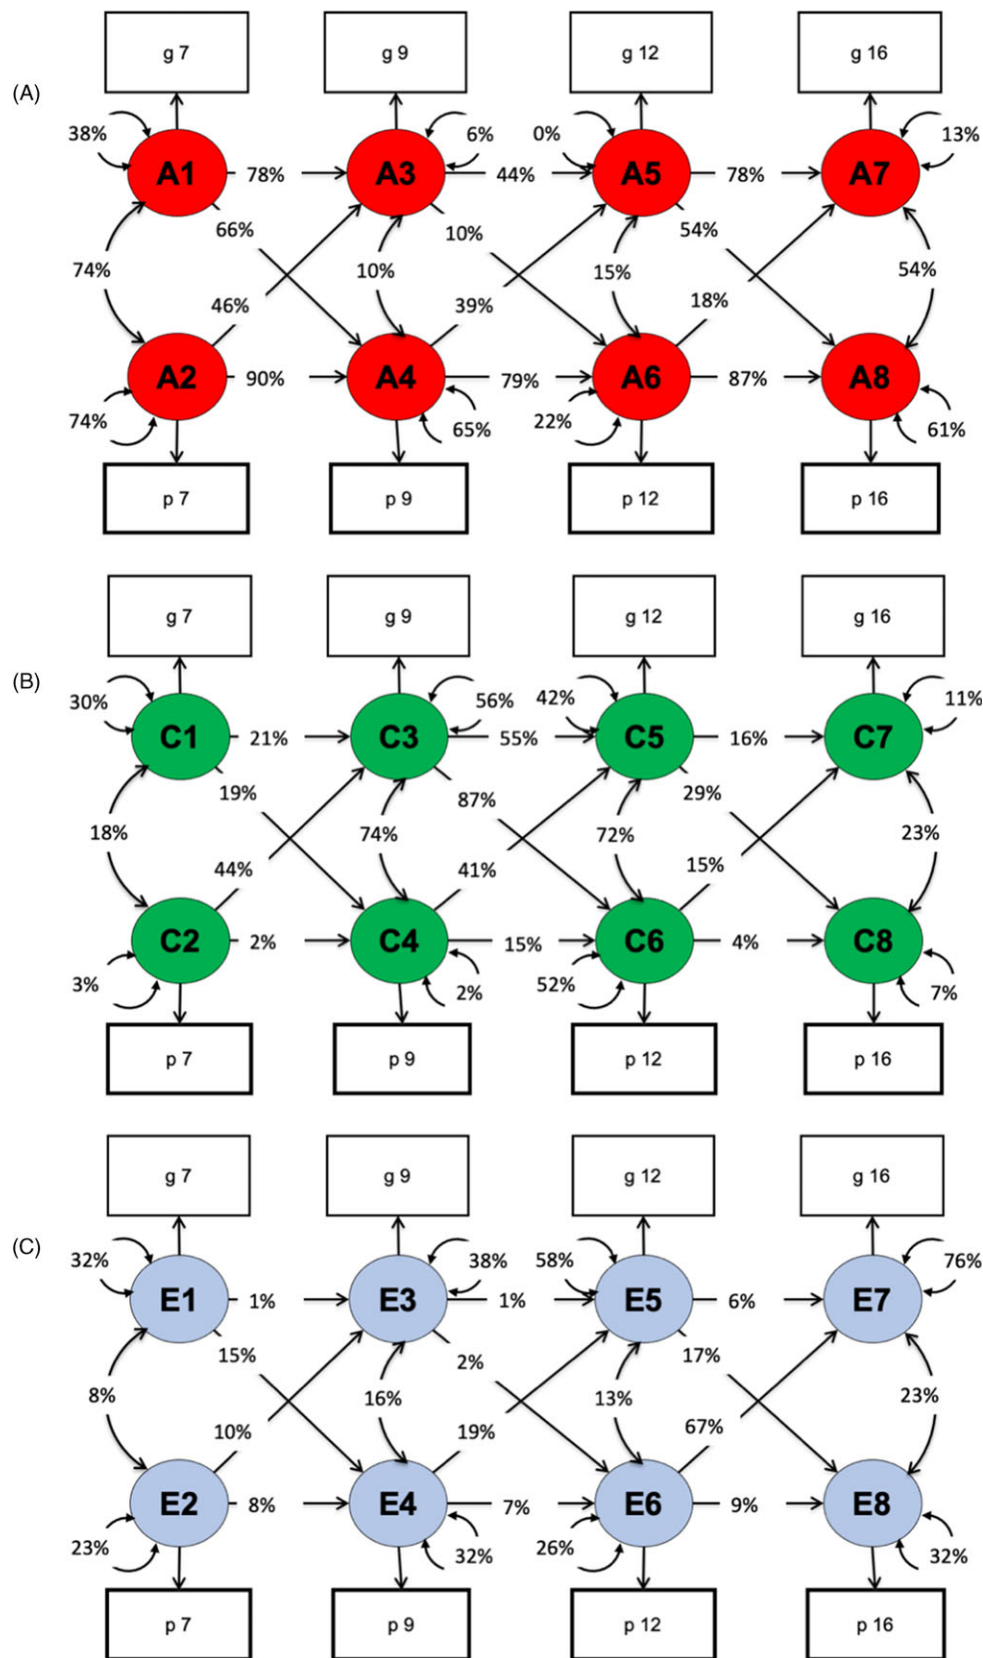 g 7 g 9 g 12 g 16
(A)
38% 6% 0% 13%
A1 78% A3 44% A5 78% A7
66% 10% 54%
74% 10% 15% 54%
46% 39% 18%
A2 90% A4 79% A6 87% A8
74% 65% 22% 61%
p 7 p 9 p 12 p 16
g 7 g 9 g 12 g 16
(B)
30% 56% 42% 11%
C1 21% C3 55% C5 16% C7
19% 87% 29%
18% 74% 72% 23%
44% 41% 15%
C2 2% C4 15% C6 4% C8
3% 2% 52% 7%
p 7 p 9 p 12 p 16
g 7 g 9 g 12 g 16
(C)
32% 38% 58% 76%
E1 1% E3 1% E5 6% E7
15% 2% 17%
8% 16% 13% 23%
10% 19% 67%
E2 8% E4 7% E6 9% E8
23% 32% 26% 32%
p 7 p 9 p 12 p 16